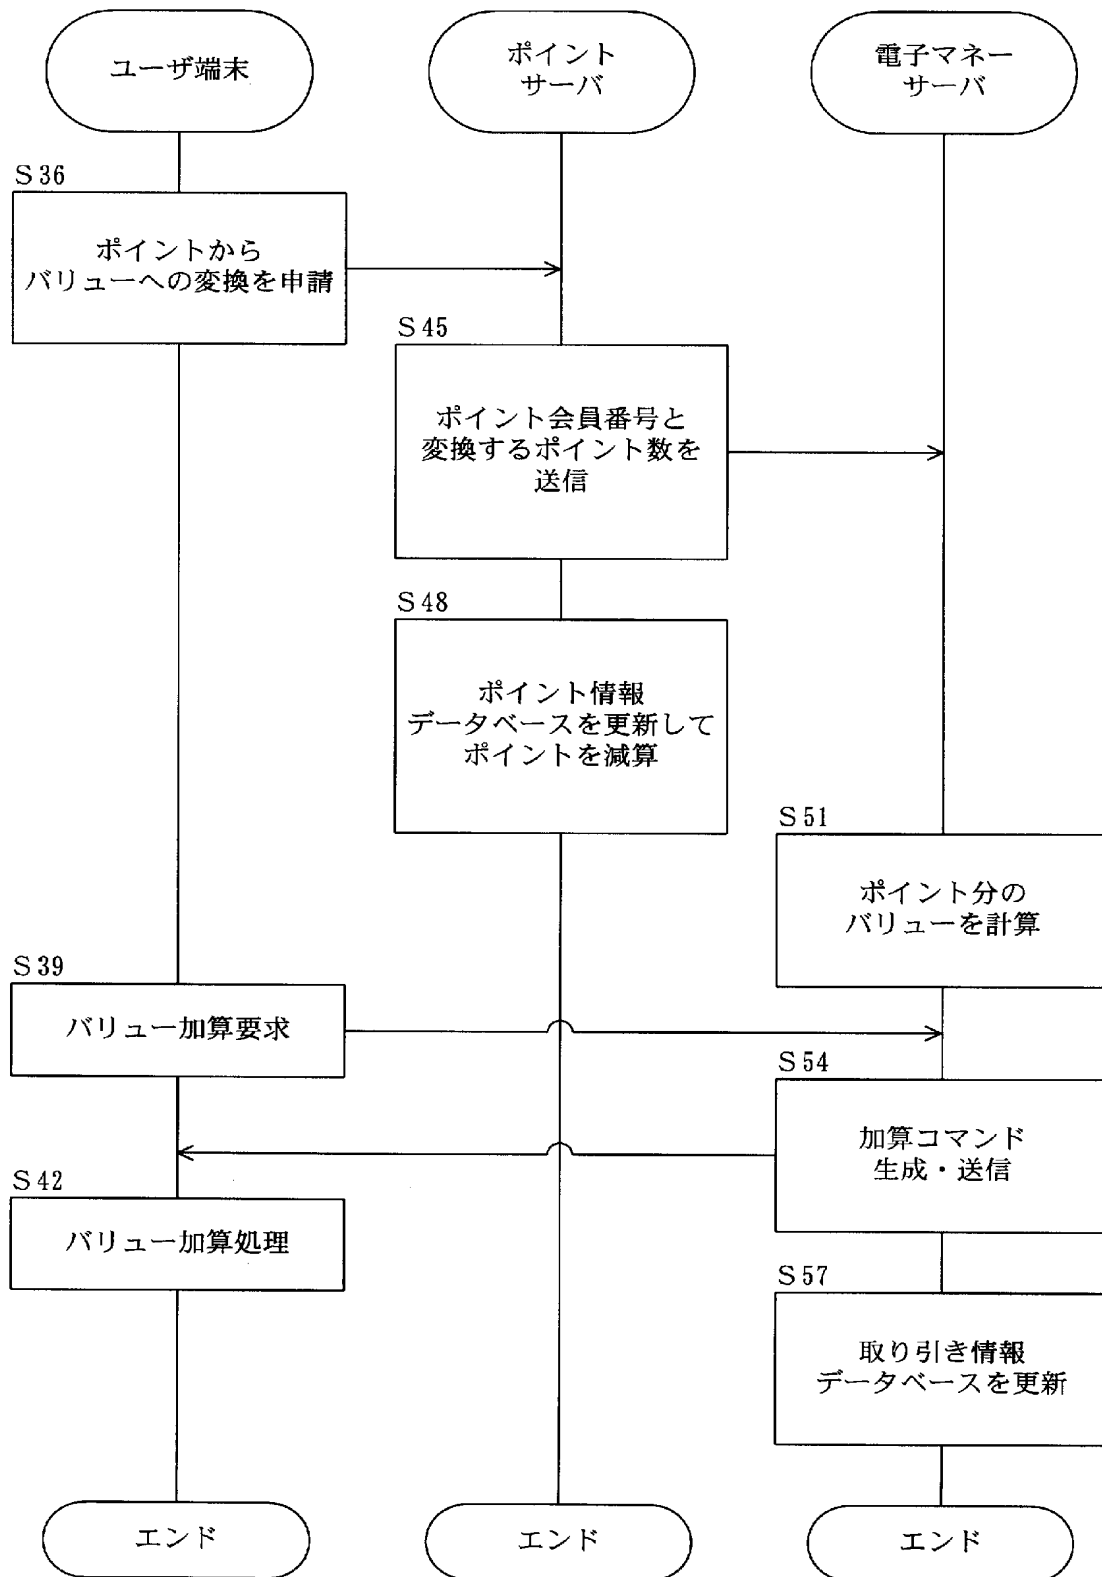 ユーザ端末
ポイント
サーバ
電子マネー
サーバ
S36
ポイントから
バリューへの変換を申請
S45
ポイント会員番号と
変換するポイント数を
送信
S48
ポイント情報
データベースを更新して
ポイントを減算
S51
ポイント分の
バリューを計算
S39
バリュー加算要求
S54
加算コマンド
生成・送信
S42
バリュー加算処理
S57
取り引き情報
データベースを更新
エンド
エンド
エンド